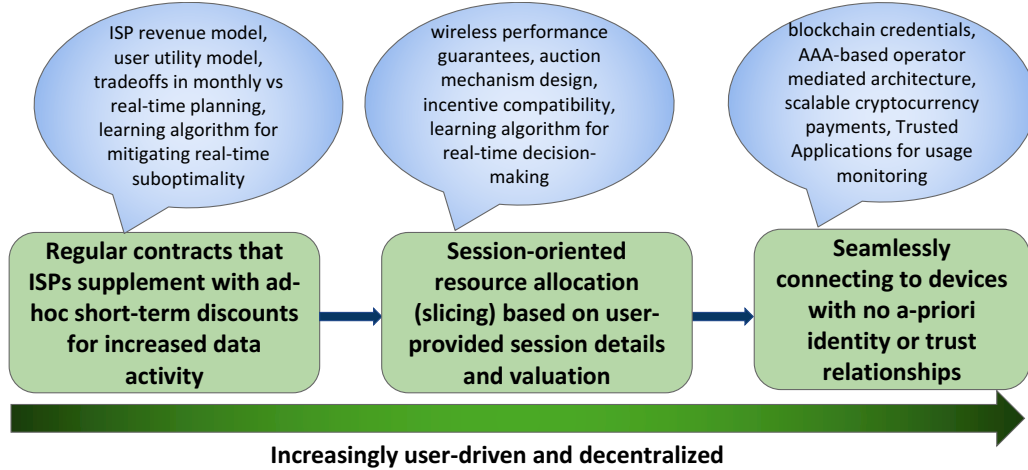 ISP revenue model,
user utility model,
tradeoffs in monthly vs
real-time planning,
learning algorithm for
mitigating real-time
suboptimality
wireless performance
guarantees, auction
mechanism design,
incentive compatibility,
learning algorithm for
real-time decision-
making
blockchain credentials,
AAA-based operator
mediated architecture,
scalable cryptocurrency
payments, Trusted
Applications for usage
monitoring
Regular contracts that
ISPs supplement with ad-
hoc short-term discounts
for increased data
activity
Session-oriented
resource allocation
(slicing) based on user-
provided session details
and valuation
Seamlessly
connecting to devices
with no a-priori
identity or trust
relationships
Increasingly user-driven and decentralized